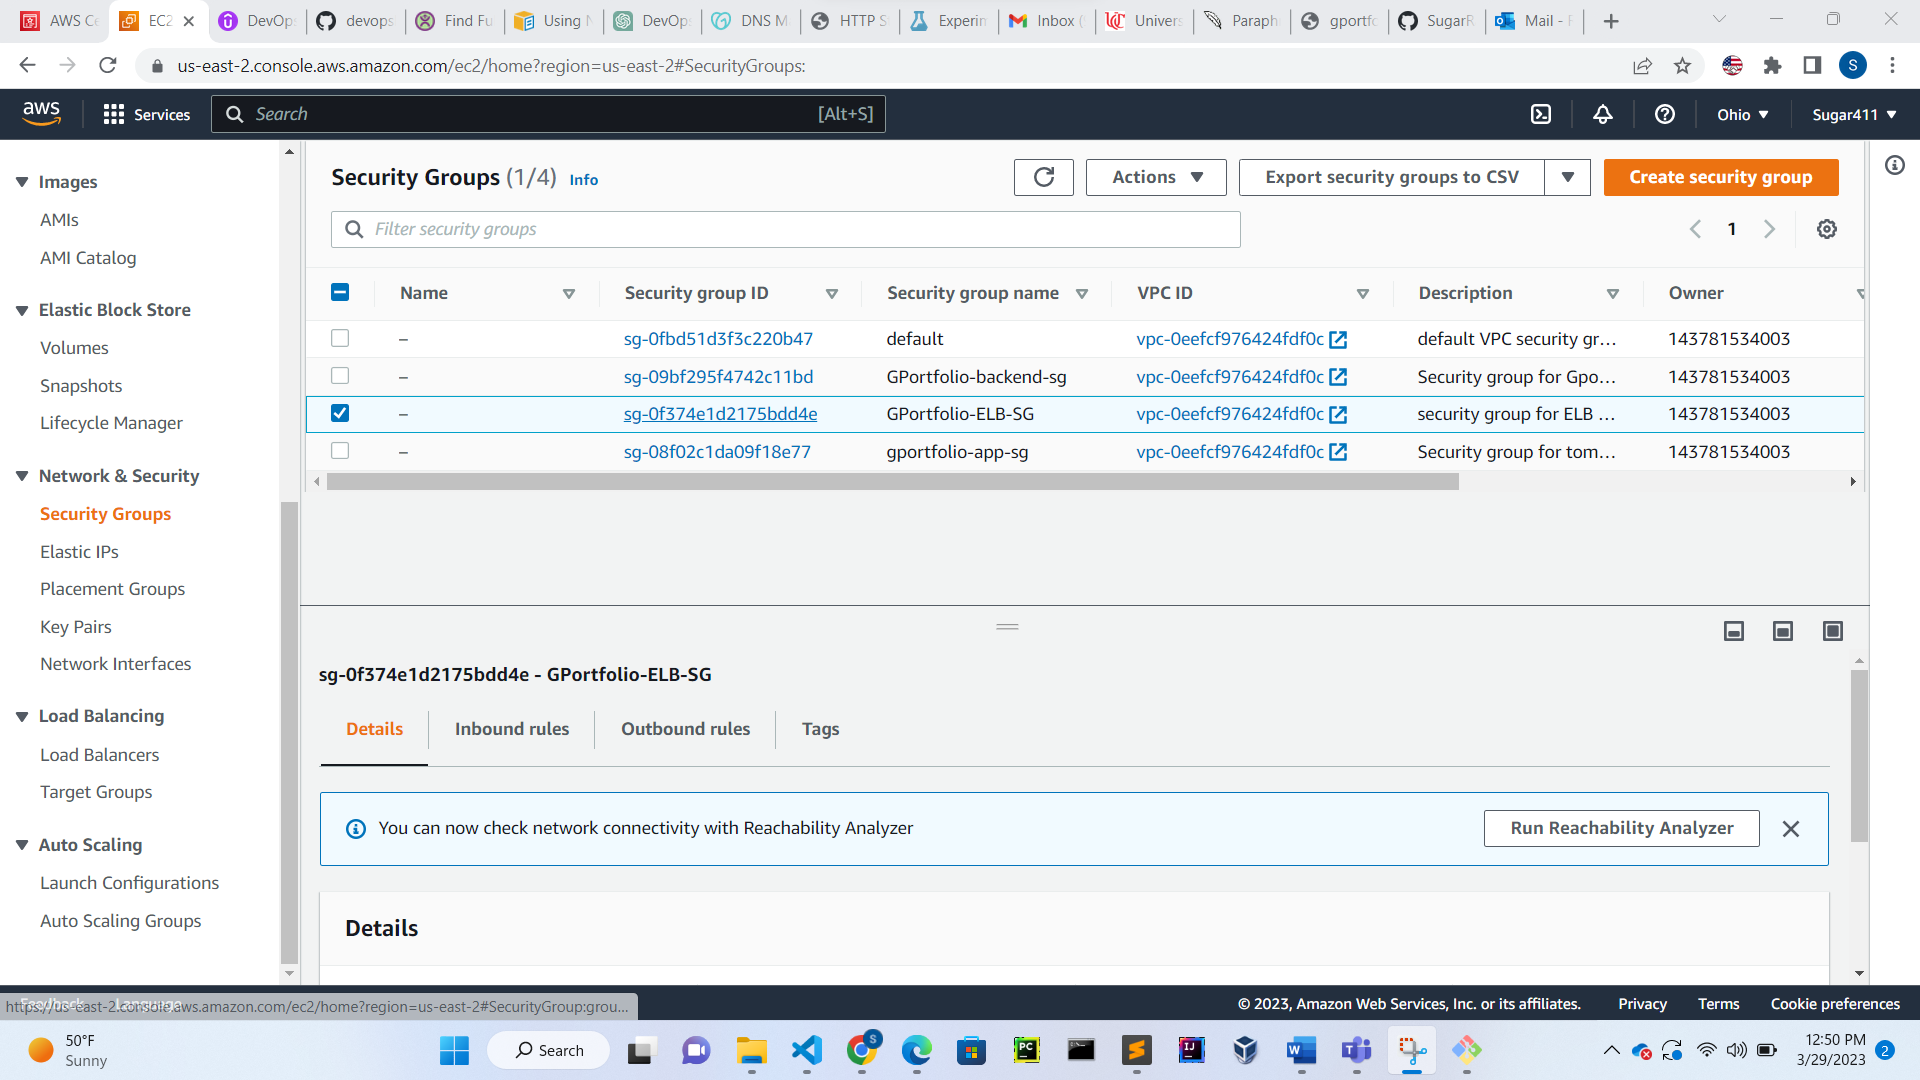 AWS Ce
EC2
DevOp
devops
Find Fu
Using N
DevOp
DNS M
HTTP S
Experim
Inbox (
Univers
Paraph
gportfo
SugarR
Mail -
us-east-2.console.aws.amazon.com/ec2/home?region=us-east-2#SecurityGroups:
S
aws
Services
Search
[Alt+S]
Ohio
Sugar411
Images
AMIs
AMI Catalog
Elastic Block Store
Volumes
Snapshots
Lifecycle Manager
Network & Security
Security Groups
Elastic IPs
Placement Groups
Key Pairs
Network Interfaces
Load Balancing
Load Balancers
Target Groups
Auto Scaling
Launch Configurations
Auto Scaling Groups
Security Groups (1/4) Info
Actions
Export security groups to CSV
Create security group
Filter security groups
1
Name Security group ID Security group name VPC ID Description Owner
– sg-0fbd51d3f3c220b47 default vpc-0eefcf976424fdf0c default VPC security gr... 143781534003
– sg-09bf295f4742c11bd GPortfolio-backend-sg vpc-0eefcf976424fdf0c Security group for Gpo... 143781534003
– sg-0f374e1d2175bdd4e GPortfolio-ELB-SG vpc-0eefcf976424fdf0c security group for ELB ... 143781534003
– sg-08f02c1da09f18e77 gportfolio-app-sg vpc-0eefcf976424fdf0c Security group for tom... 143781534003
sg-0f374e1d2175bdd4e - GPortfolio-ELB-SG
Details
Inbound rules
Outbound rules
Tags
You can now check network connectivity with Reachability Analyzer
Run Reachability Analyzer
Details
Feedback Language
https://us-east-2.console.aws.amazon.com/ec2/home?region=us-east-2#SecurityGroup:grou...
© 2023, Amazon Web Services, Inc. or its affiliates.
Privacy
Terms
Cookie preferences
50°F
Sunny
Search
S
PC
IJ
12:50 PM
3/29/2023
2